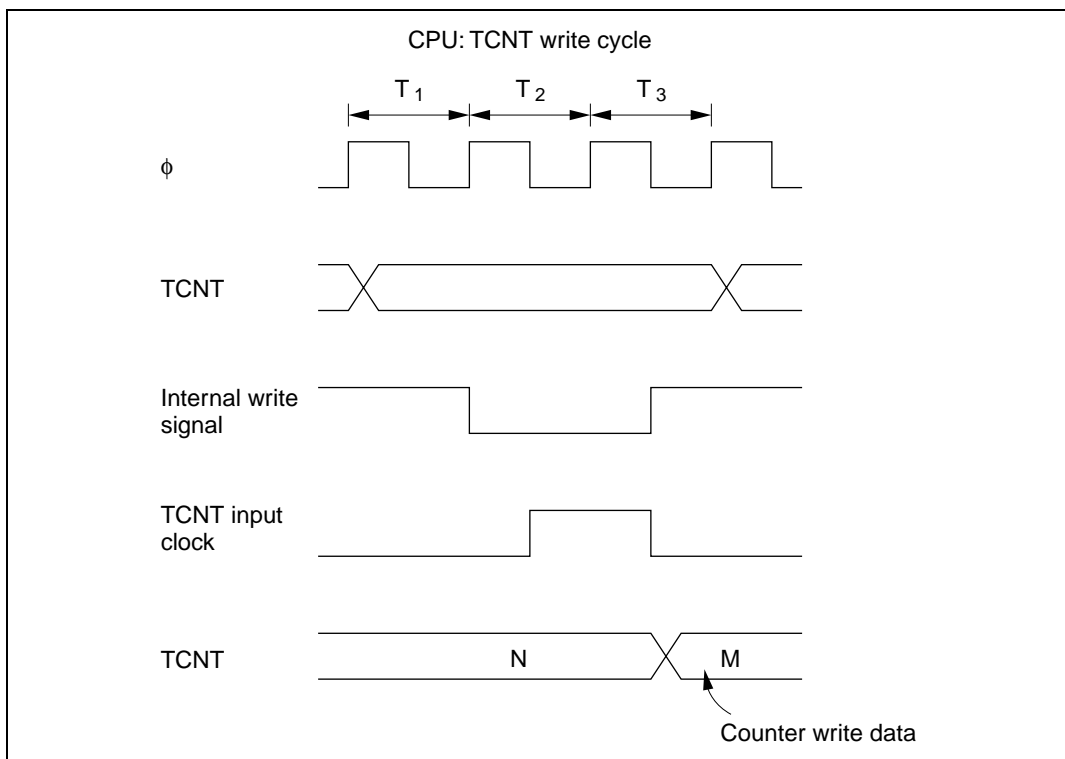 CPU: TCNT write cycle
T1 T2 T3
ϕ
TCNT
Internal write
signal
TCNT input
clock
TCNT
N M
Counter write data